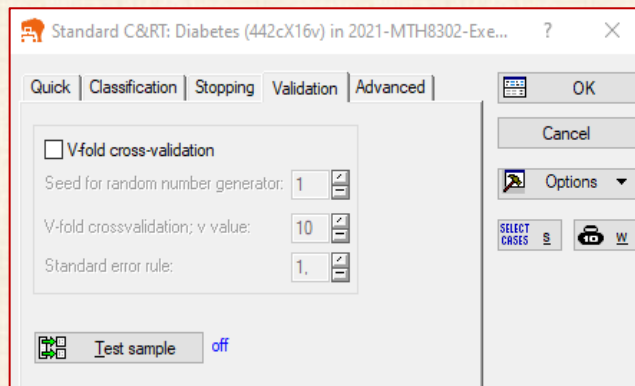 Standard C&RT: Diabetes (442cX16v) in 2021-MTH8302-Exe... ?
Quick Classification Stopping Validation Advanced
OK
Cancel
Options
SELECT CASES S W
V-fold cross-validation
Seed for random number generator: 1
V-fold crossvalidation; v value: 10
Standard error rule: 1,
Test sample off